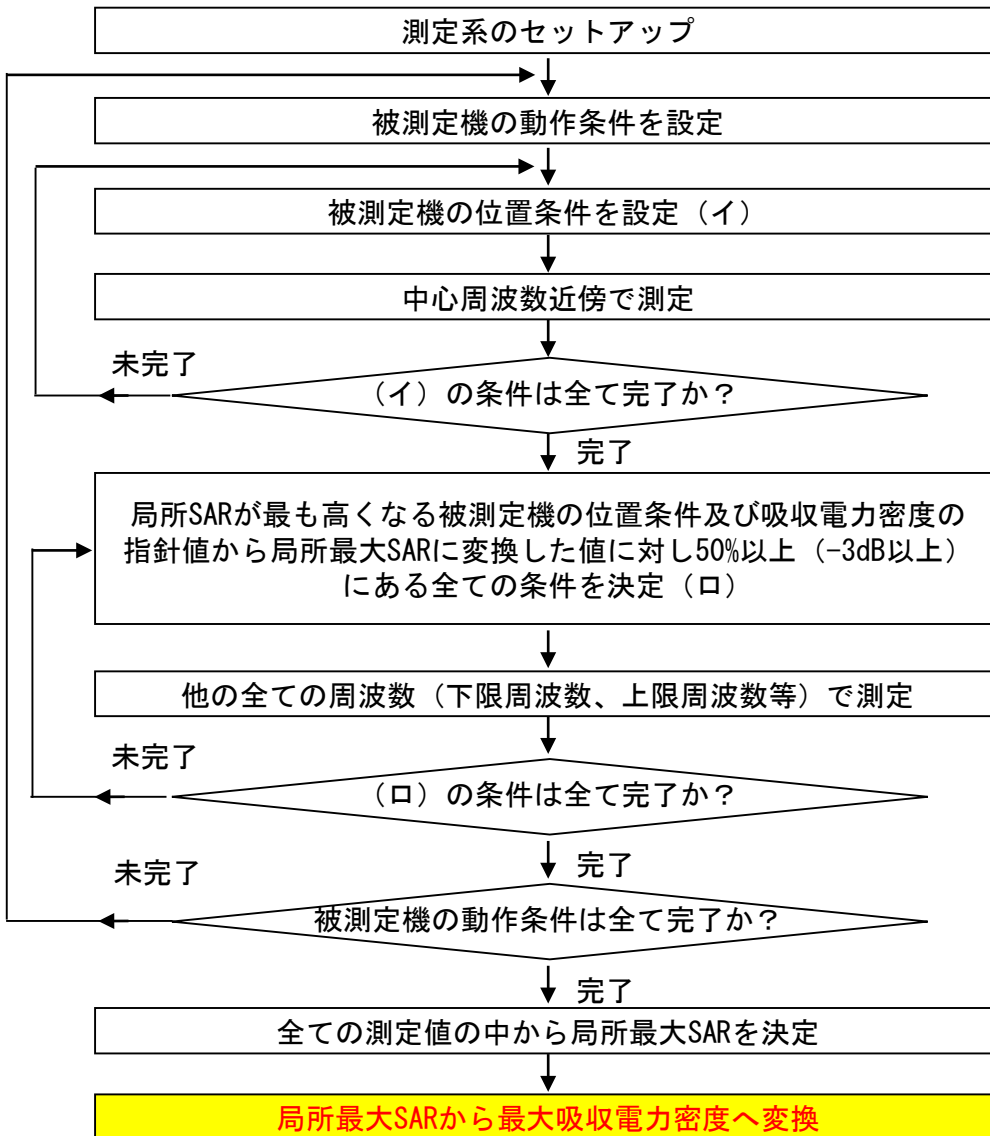 測定系のセットアップ
被測定機の動作条件を設定
被測定機の位置条件を設定（イ）
中心周波数近傍で測定
未完了
（イ）の条件は全て完了か？
完了
局所SARが最も高くなる被測定機の位置条件及び吸収電力密度の
指針値から局所最大SARに変換した値に対し50%以上（-3dB以上）
にある全ての条件を決定（ロ）
他の全ての周波数（下限周波数、上限周波数等）で測定
未完了
（ロ）の条件は全て完了か？
完了
未完了
被測定機の動作条件は全て完了か？
完了
全ての測定値の中から局所最大SARを決定
局所最大SARから最大吸収電力密度へ変換